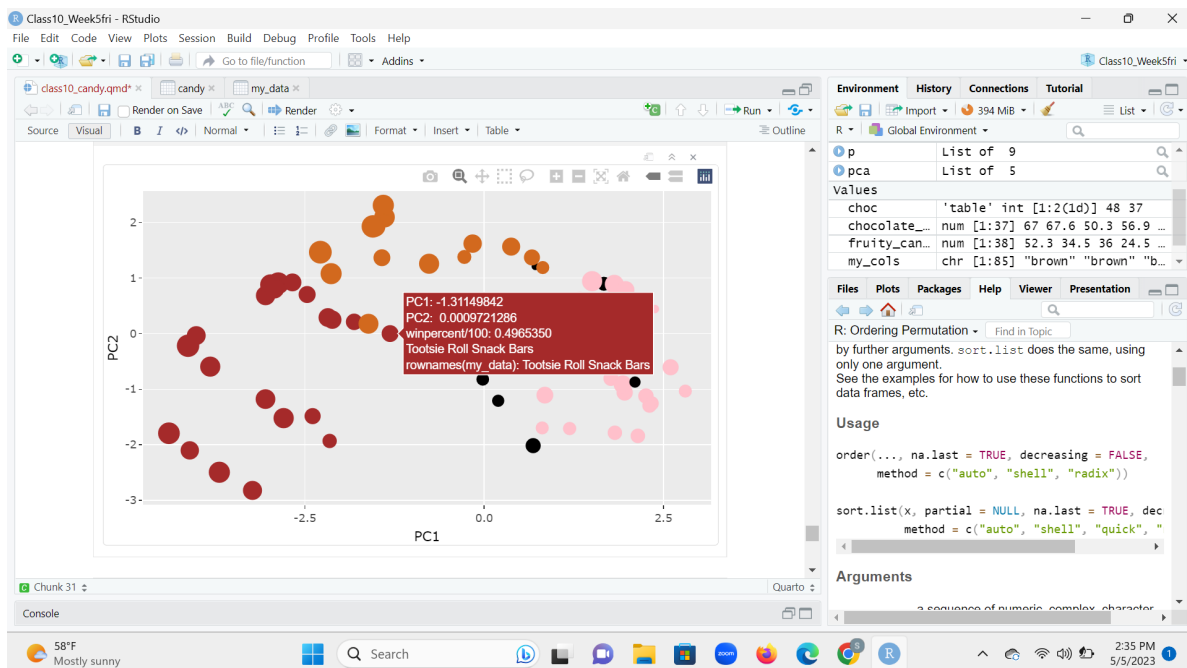 Class10_Week5fri - RStudio
File Edit Code View Plots Session Build Debug Profile Tools Help
Go to file/function
Addins
Class10_Week5fri
class10_candy.qmd*
candy
my_data
Render on Save
ABC
Render
Run
Source Visual B I </> Normal Format Insert Table Outline
PC2
2
1
0
-1
-2
-3
PC1: -1.31149842
PC2: 0.0009721286
winpercent/100: 0.4965350
Tootsie Roll Snack Bars
rownames(my_data): Tootsie Roll Snack Bars
-2.5 0.0 2.5
PC1
C Chunk 31
Quarto
Console
Environment History Connections Tutorial
Import 394 MiB List
R Global Environment
p List of 9
pca List of 5
Values
choc 'table' int [1:2(1d)] 48 37
chocolate_… num [1:37] 67 67.6 50.3 56.9 …
fruity_can… num [1:38] 52.3 34.5 36 24.5 …
my_cols chr [1:85] "brown" "brown" "b…
Files Plots Packages Help Viewer Presentation
R: Ordering Permutation Find in Topic
by further arguments. sort.list does the same, using
only one argument.
See the examples for how to use these functions to sort
data frames, etc.
Usage
order(..., na.last = TRUE, decreasing = FALSE,
method = c("auto", "shell", "radix"))
sort.list(x, partial = NULL, na.last = TRUE, dec
method = c("auto", "shell", "quick", "
Arguments
a sequence of numeric, complex, character
58°F
Mostly sunny
Search
zoom
S
R
2:35 PM
5/5/2023
1